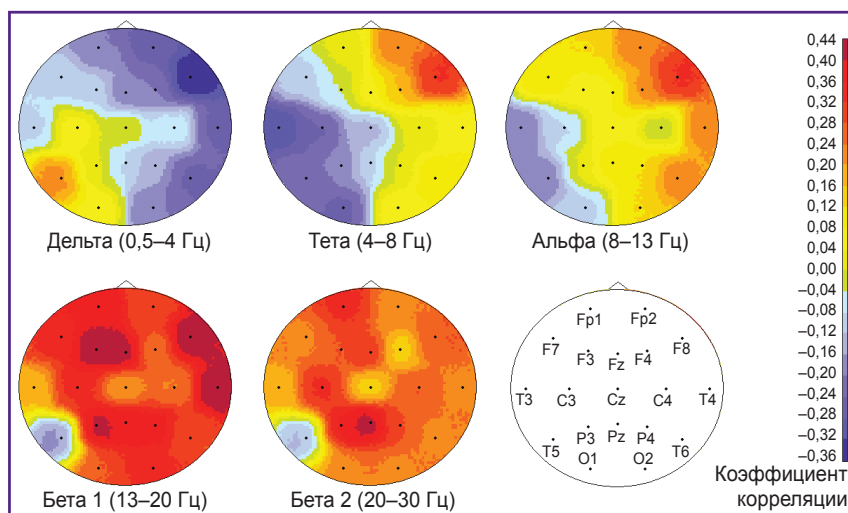 Дельта (0,5–4 Гц)
Тета (4–8 Гц)
Альфа (8–13 Гц)
Бета 1 (13–20 Гц)
Бета 2 (20–30 Гц)
Fp1 Fp2
F7 F3 Fz F4 F8
T3 C3 Cz C4 T4
T5 P3 Pz P4 T6
O1 O2
0,44
0,40
0,36
0,32
0,28
0,24
0,20
0,16
0,12
0,08
0,04
0,00
–0,04
–0,08
–0,12
–0,16
–0,20
–0,24
–0,28
–0,32
–0,36
Коэффициент
корреляции